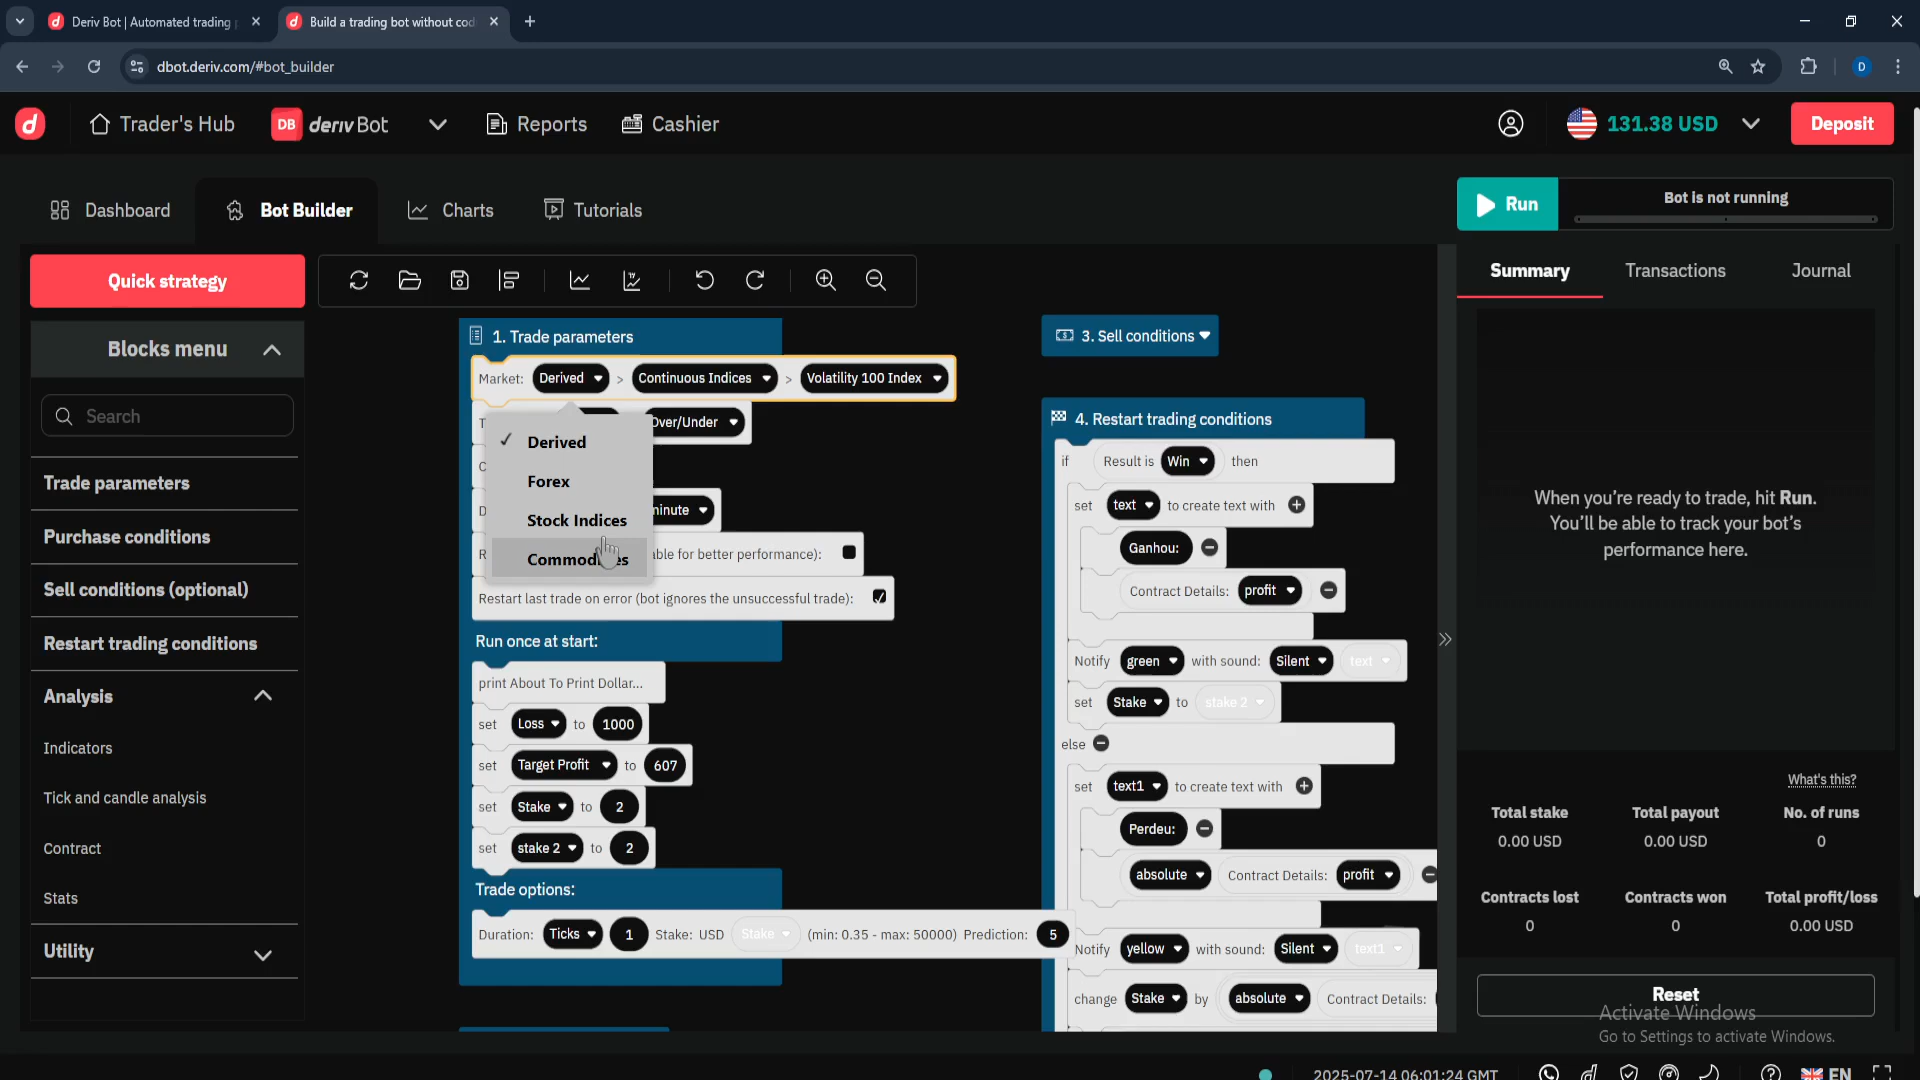 Deriv Bot | Automated trading
Build a trading bot without cod
dbot.deriv.com/#bot_builder
D
Trader's Hub
DB deriv Bot
Reports
Cashier
131.38 USD
Deposit
Dashboard
Bot Builder
Charts
Tutorials
Run
Bot is not running
Quick strategy
Summary
Transactions
Journal
Blocks menu
Search
Trade parameters
Purchase conditions
Sell conditions (optional)
Restart trading conditions
Analysis
Indicators
Tick and candle analysis
Contract
Stats
Utility
1. Trade parameters
Market: Derived > Continuous Indices > Volatility 100 Index
Over/Under
✓ Derived
Forex
Stock Indices
Commodities
minute
able for better performance):
Restart last trade on error (bot ignores the unsuccessful trade):
Run once at start:
print About To Print Dollar...
set Loss to 1000
set Target Profit to 607
set Stake to 2
set stake 2 to 2
Trade options:
Duration: Ticks 1 Stake: USD Stake (min: 0.35 - max: 50000) Prediction: 5
3. Sell conditions
4. Restart trading conditions
if Result is Win then
set text to create text with
Ganhou:
Contract Details: profit
Notify green with sound: Silent text
set Stake to stake 2
else
set text1 to create text with
Perdeu:
absolute Contract Details: profit
Notify yellow with sound: Silent text1
change Stake by absolute Contract Details:
When you're ready to trade, hit Run.
You'll be able to track your bot's
performance here.
What's this?
Total stake
0.00 USD
Total payout
0.00 USD
No. of runs
0
Contracts lost
0
Contracts won
0
Total profit/loss
0.00 USD
Reset
Activate Windows
Go to Settings to activate Windows.
2025-07-14 06:01:24 GMT
EN